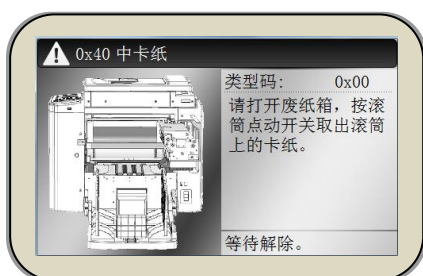 0x40 中卡纸
类型码: 0x00
请打开废纸箱，按滚
筒点动开关取出滚筒
上的卡纸。
等待解除。